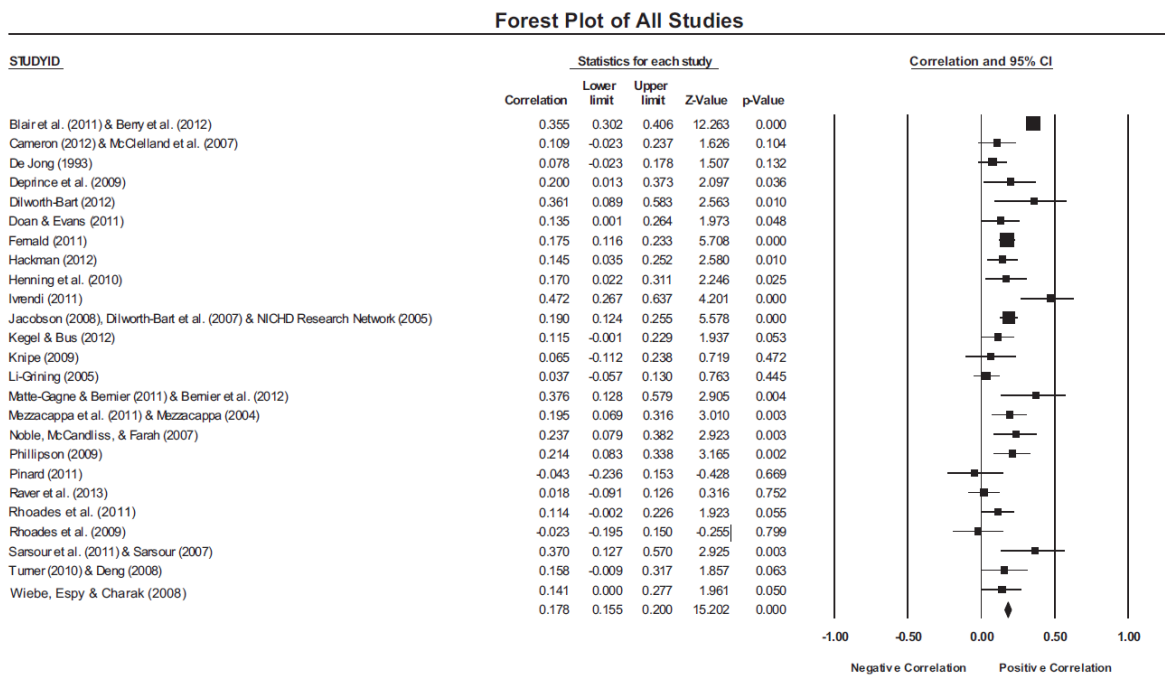 Forest Plot of All Studies
STUDYID Statistics for each study Correlation and 95% CI
Lower Upper
Correlation limit limit Z-Value p-Value
Blair et al. (2011) & Berry et al. (2012) 0.355 0.302 0.406 12.263 0.000
Cameron (2012) & McClelland et al. (2007) 0.109 -0.023 0.237 1.626 0.104
De Jong (1993) 0.078 -0.023 0.178 1.507 0.132
Deprince et al. (2009) 0.200 0.013 0.373 2.097 0.036
Dilworth-Bart (2012) 0.361 0.089 0.583 2.563 0.010
Doan & Evans (2011) 0.135 0.001 0.264 1.973 0.048
Fernald (2011) 0.175 0.116 0.233 5.708 0.000
Hackman (2012) 0.145 0.035 0.252 2.580 0.010
Henning et al. (2010) 0.170 0.022 0.311 2.246 0.025
Ivrendi (2011) 0.472 0.267 0.637 4.201 0.000
Jacobson (2008), Dilworth-Bart et al. (2007) & NICHD Research Network (2005) 0.190 0.124 0.255 5.578 0.000
Kegel & Bus (2012) 0.115 -0.001 0.229 1.937 0.053
Knipe (2009) 0.065 -0.112 0.238 0.719 0.472
Li-Grining (2005) 0.037 -0.057 0.130 0.763 0.445
Matte-Gagne & Bernier (2011) & Bernier et al. (2012) 0.376 0.128 0.579 2.905 0.004
Mezzacappa et al. (2011) & Mezzacappa (2004) 0.195 0.069 0.316 3.010 0.003
Noble, McCandliss, & Farah (2007) 0.237 0.079 0.382 2.923 0.003
Phillipson (2009) 0.214 0.083 0.338 3.165 0.002
Pinard (2011) -0.043 -0.236 0.153 -0.428 0.669
Raver et al. (2013) 0.018 -0.091 0.126 0.316 0.752
Rhoades et al. (2011) 0.114 -0.002 0.226 1.923 0.055
Rhoades et al. (2009) -0.023 -0.195 0.150 -0.255 0.799
Sarsour et al. (2011) & Sarsour (2007) 0.370 0.127 0.570 2.925 0.003
Turner (2010) & Deng (2008) 0.158 -0.009 0.317 1.857 0.063
Wiebe, Espy & Charak (2008) 0.141 0.000 0.277 1.961 0.050
0.178 0.155 0.200 15.202 0.000
-1.00 -0.50 0.00 0.50 1.00
Negative Correlation Positive Correlation